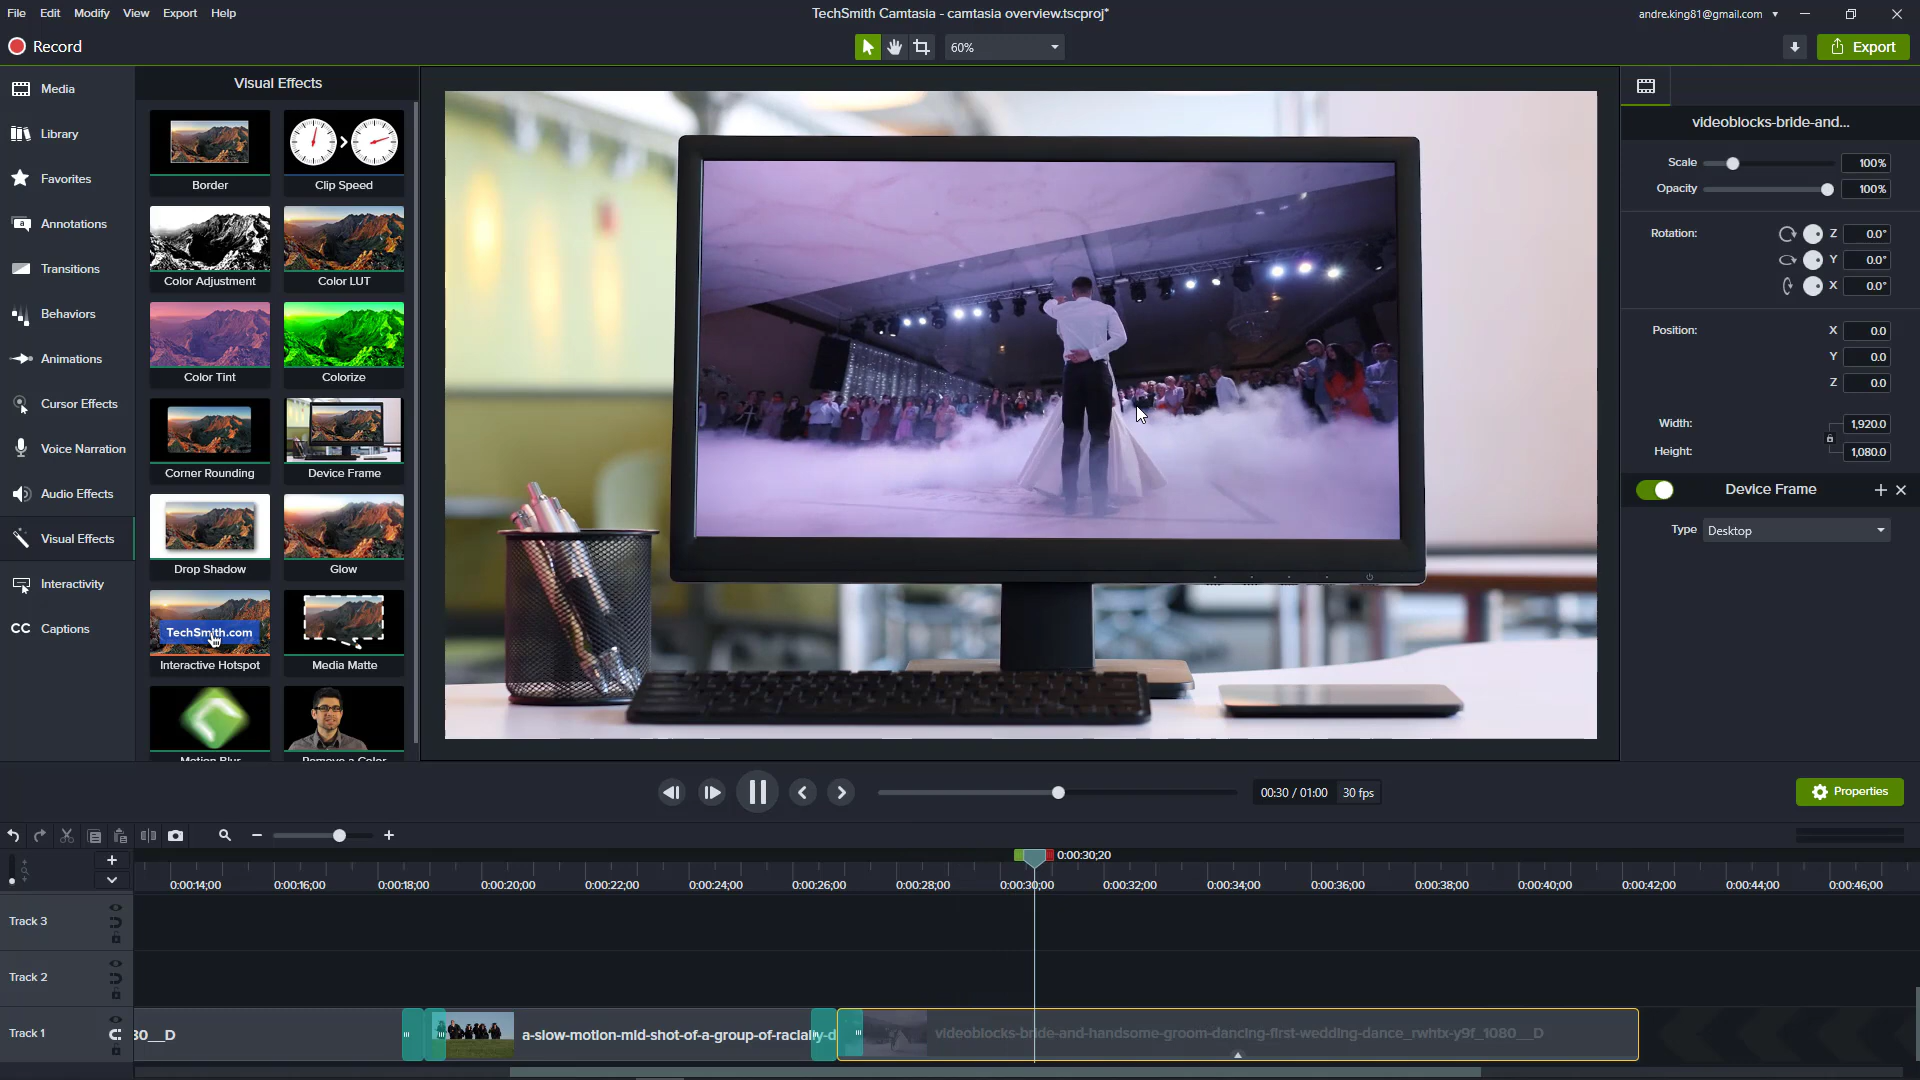 File Edit Modify View Export Help
TechSmith Camtasia - camtasia overview.tscproj*
andre.king81@gmail.com
Record
60%
Export
Media
Library
Favorites
Annotations
Transitions
Behaviors
Animations
Cursor Effects
Voice Narration
Audio Effects
Visual Effects
Interactivity
CC Captions
Visual Effects
Border Clip Speed
Color Adjustment Color LUT
Color Tint Colorize
Corner Rounding Device Frame
Drop Shadow Glow
TechSmith.com
Interactive Hotspot Media Matte
Motion Blur Remove a Color
videoblocks-bride-and...
Scale 100%
Opacity 100%
Rotation: Z 0.0°
Y 0.0°
X 0.0°
Position: X 0.0
Y 0.0
Z 0.0
Width: 1,920.0
Height: 1,080.0
Device Frame
Type Desktop
00:30 / 01:00 30 fps
Properties
0:00:30;20
0:00:14;00 0:00:16;00 0:00:18;00 0:00:20;00 0:00:22;00 0:00:24;00 0:00:26;00 0:00:28;00 0:00:30;00 0:00:32;00 0:00:34;00 0:00:36;00 0:00:38;00 0:00:40;00 0:00:42;00 0:00:44;00 0:00:46;00
Track 3
Track 2
Track 1
30__D
a-slow-motion-mid-shot-of-a-group-of-racially-d
videoblocks-bride-and-handsome-groom-dancing-first-wedding-dance_rwhtx-y9f_1080__D